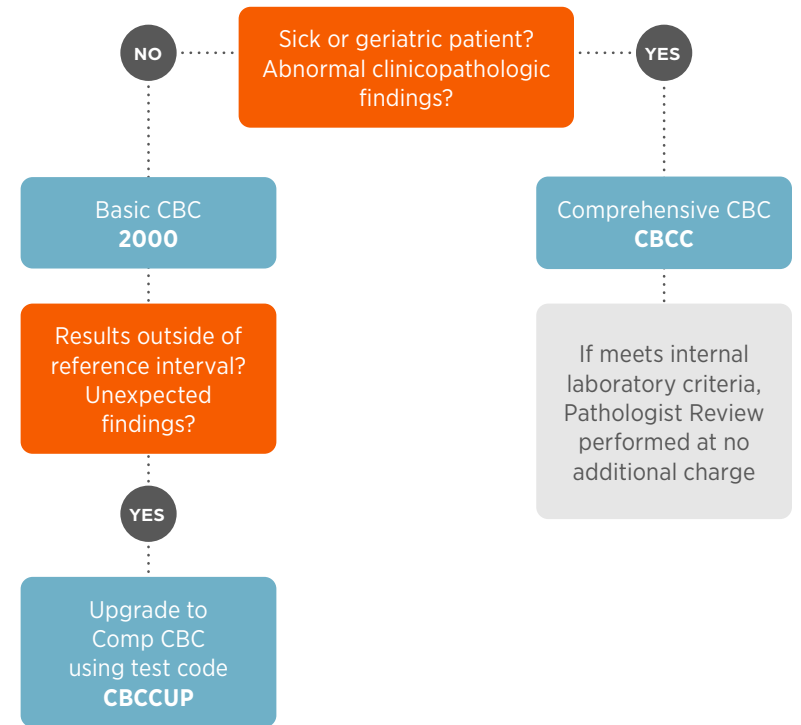 Sick or geriatric patient?
Abnormal clinicopathologic
findings?
NO
YES
Basic CBC
2000
Comprehensive CBC
CBCC
Results outside of
reference interval?
Unexpected
findings?
If meets internal
laboratory criteria,
Pathologist Review
performed at no
additional charge
YES
Upgrade to
Comp CBC
using test code
CBCCUP